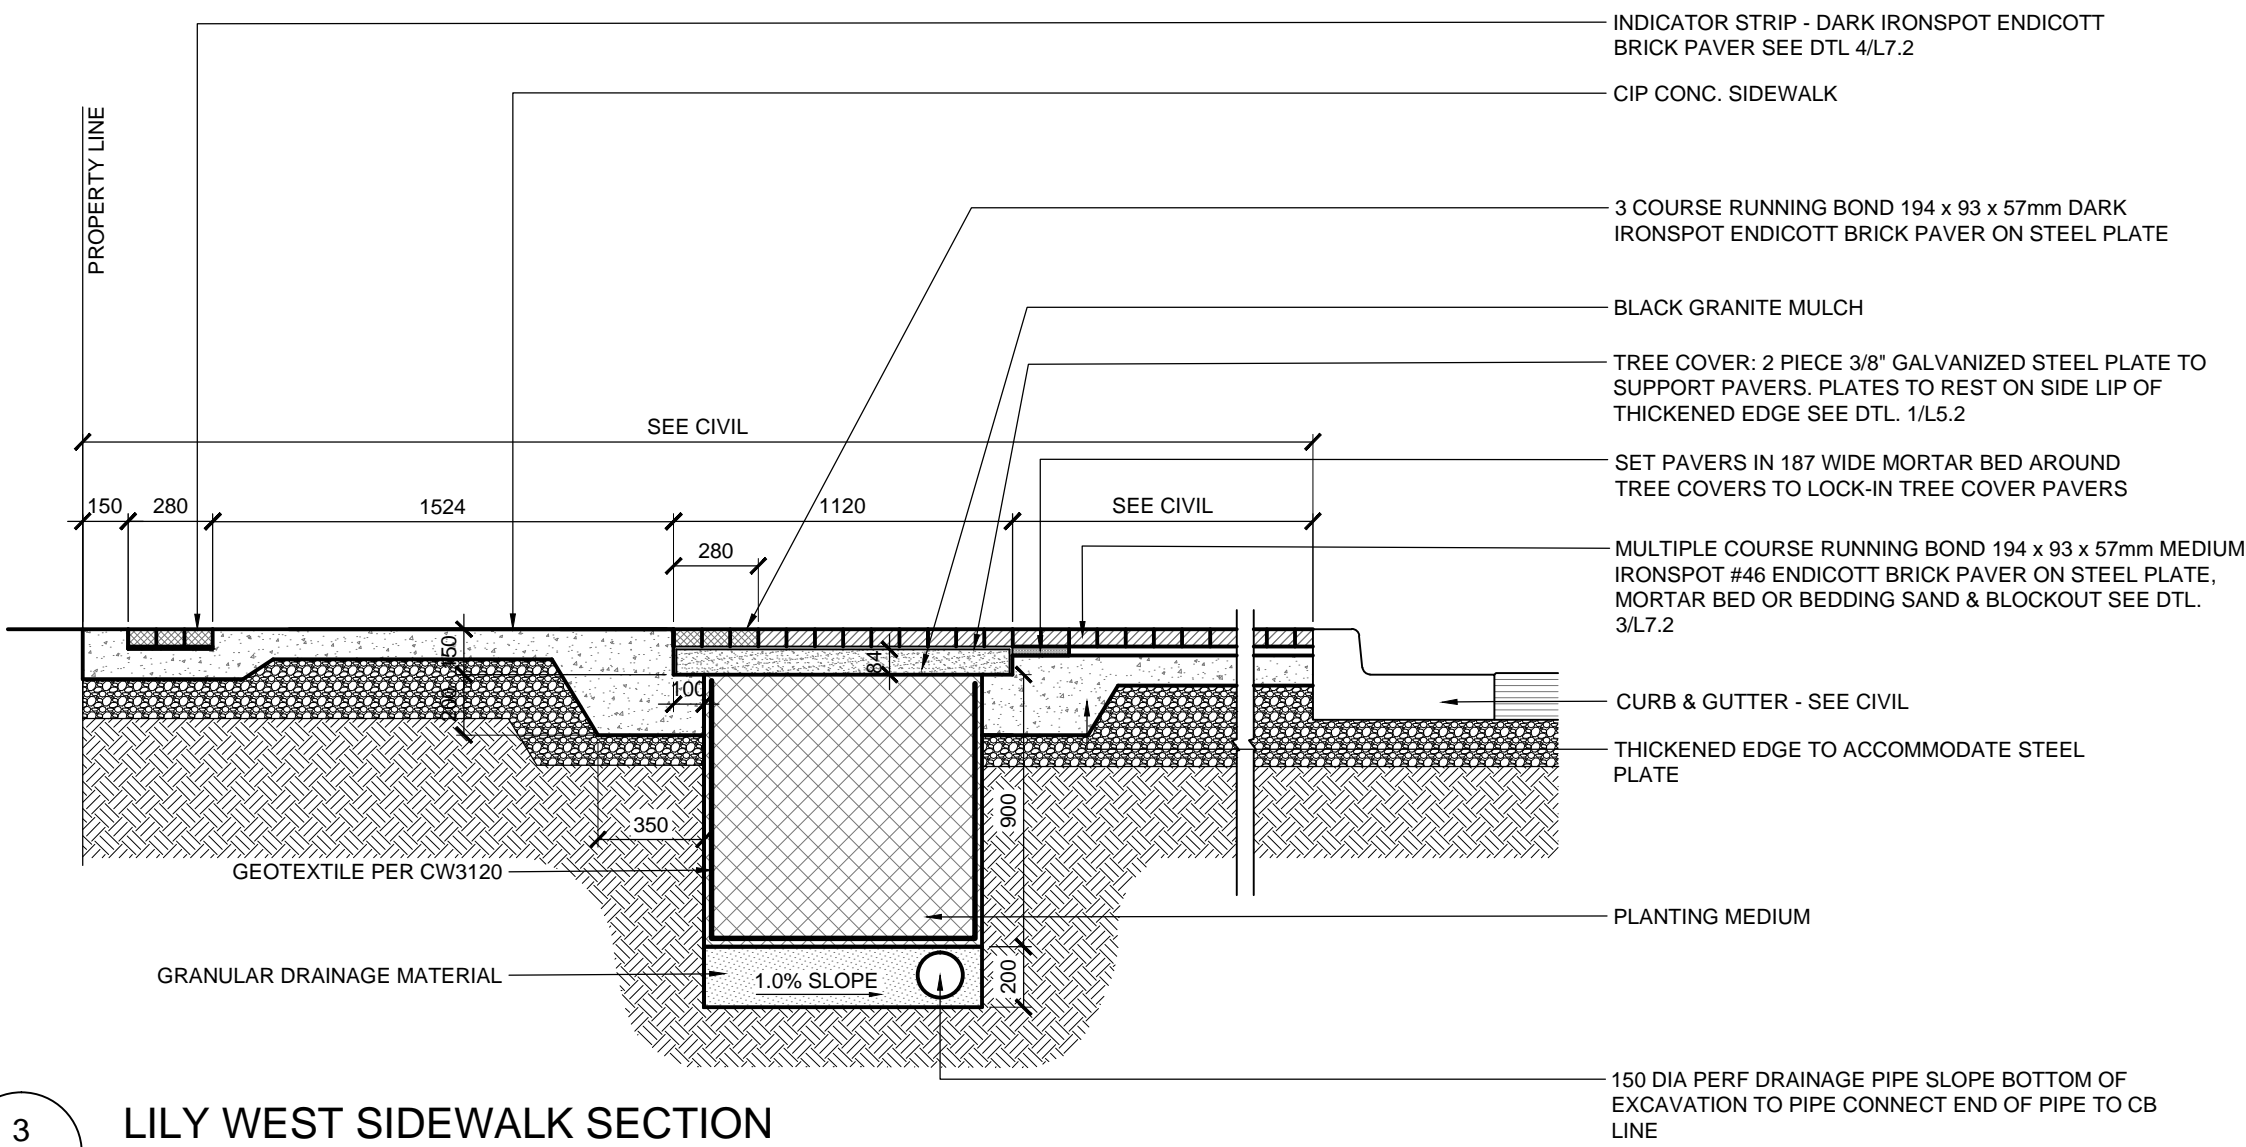 INDICATOR STRIP - DARK IRONSPOT ENDICOTT
BRICK PAVER SEE DTL 4/L7.2
CIP CONC. SIDEWALK
PROPERTY LINE
3 COURSE RUNNING BOND 194 x 93 x 57mm DARK
IRONSPOT ENDICOTT BRICK PAVER ON STEEL PLATE
BLACK GRANITE MULCH
TREE COVER: 2 PIECE 3/8" GALVANIZED STEEL PLATE TO
SUPPORT PAVERS. PLATES TO REST ON SIDE LIP OF
THICKENED EDGE SEE DTL. 1/L5.2
SEE CIVIL
SET PAVERS IN 187 WIDE MORTAR BED AROUND
TREE COVERS TO LOCK-IN TREE COVER PAVERS
150
280
1524
1120
SEE CIVIL
280
MULTIPLE COURSE RUNNING BOND 194 x 93 x 57mm MEDIUM
IRONSPOT #46 ENDICOTT BRICK PAVER ON STEEL PLATE,
MORTAR BED OR BEDDING SAND & BLOCKOUT SEE DTL.
3/L7.2
150
84
100
200
CURB & GUTTER - SEE CIVIL
THICKENED EDGE TO ACCOMMODATE STEEL
PLATE
350
900
GEOTEXTILE PER CW3120
PLANTING MEDIUM
GRANULAR DRAINAGE MATERIAL
1.0% SLOPE
200
150 DIA PERF DRAINAGE PIPE SLOPE BOTTOM OF
EXCAVATION TO PIPE CONNECT END OF PIPE TO CB
LINE
3
LILY WEST SIDEWALK SECTION